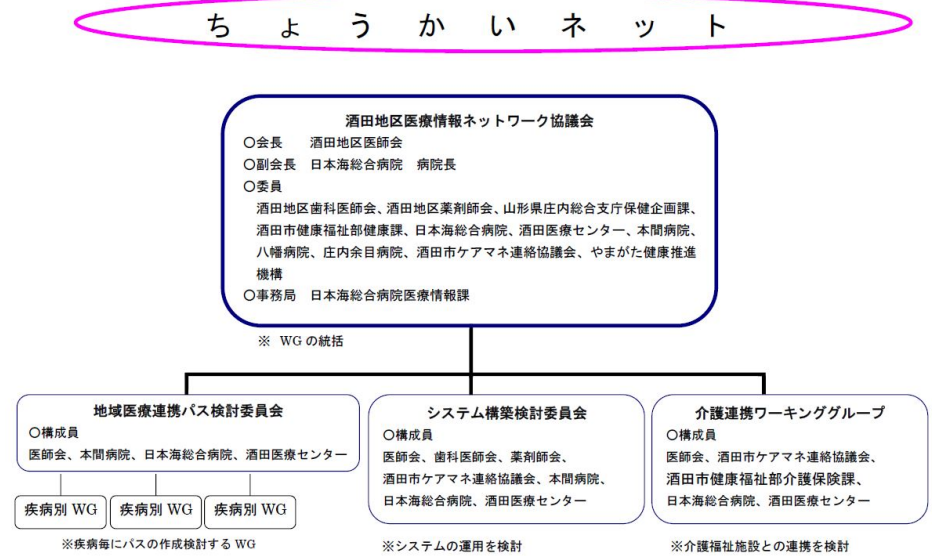 ちょうかいネット
酒田地区医療情報ネットワーク協議会
〇会長　酒田地区医師会
〇副会長　日本海総合病院　病院長
〇委員
酒田地区歯科医師会、酒田地区薬剤師会、山形県庄内総合支庁保健企画課、
酒田市健康福祉部健康課、日本海総合病院、酒田医療センター、本間病院、
八幡病院、庄内余目病院、酒田市ケアマネ連絡協議会、やまがた健康推進
機構
〇事務局　日本海総合病院医療情報課
※ WGの統括
地域医療連携パス検討委員会
〇構成員
医師会、本間病院、日本海総合病院、酒田医療センター
疾病別 WG
疾病別 WG
疾病別 WG
※疾病毎にパスの作成検討する WG
システム構築検討委員会
〇構成員
医師会、歯科医師会、薬剤師会、
酒田市ケアマネ連絡協議会、本間病院、
日本海総合病院、酒田医療センター
※システムの運用を検討
介護連携ワーキンググループ
〇構成員
医師会、酒田市ケアマネ連絡協議会、
酒田市健康福祉部介護保険課、
日本海総合病院、酒田医療センター
※介護福祉施設との連携を検討